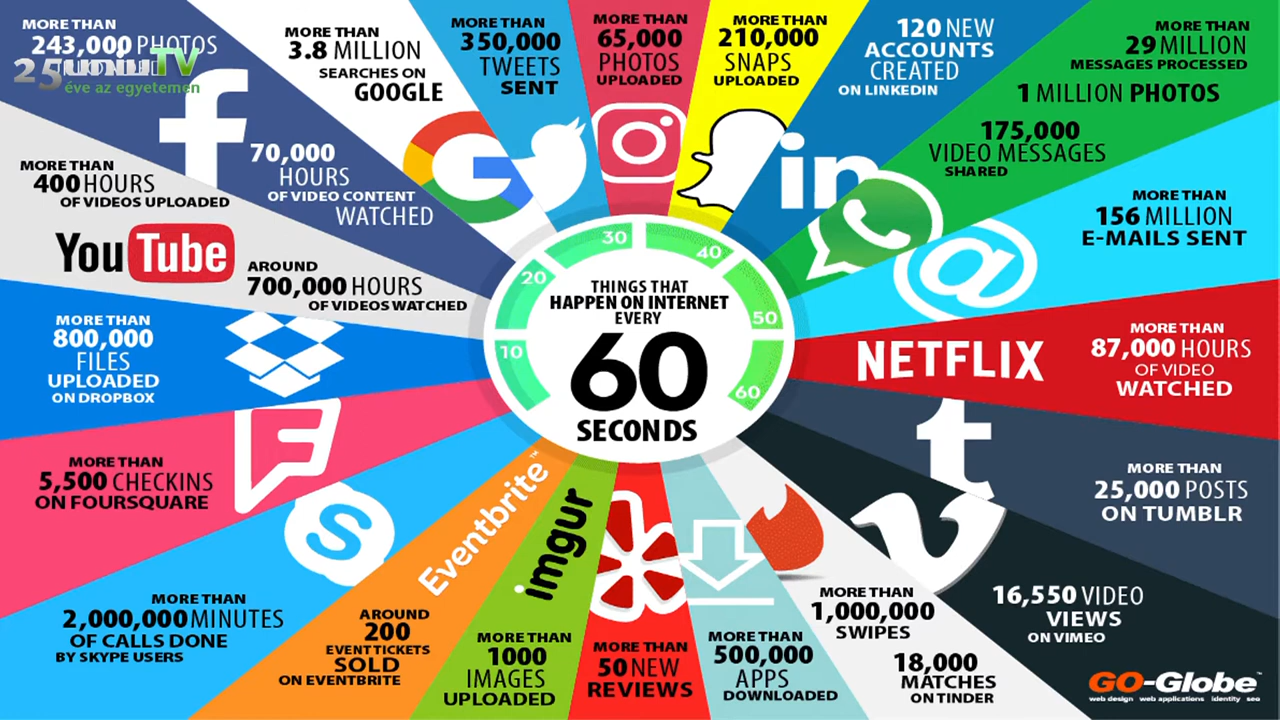 MORE THAN
243,000 PHOTOS
25
TV
éve az egyetemen
f
70,000
HOURS
OF VIDEO CONTENT
WATCHED
MORE THAN
3.8 MILLION
SEARCHES ON
GOOGLE
G
MORE THAN
350,000
TWEETS
SENT
MORE THAN
65,000
PHOTOS
UPLOADED
MORE THAN
210,000
SNAPS
UPLOADED
120 NEW
ACCOUNTS
CREATED
ON LINKEDIN
in
MORE THAN
29 MILLION
MESSAGES PROCESSED
1 MILLION PHOTOS
175,000
VIDEO MESSAGES
SHARED
MORE THAN
156 MILLION
E-MAILS SENT
@
MORE THAN
87,000 HOURS
OF VIDEO
WATCHED
NETFLIX
t
MORE THAN
25,000 POSTS
ON TUMBLR
v
16,550 VIDEO
VIEWS
ON VIMEO
MORE THAN
1,000,000
SWIPES
18,000
MATCHES
ON TINDER
MORE THAN
500,000
APPS
DOWNLOADED
MORE THAN
50 NEW
REVIEWS
imgur
MORE THAN
1000
IMAGES
UPLOADED
Eventbrite™
AROUND
200
EVENT TICKETS
SOLD
ON EVENTBRITE
S
MORE THAN
2,000,000 MINUTES
OF CALLS DONE
BY SKYPE USERS
F
MORE THAN
5,500 CHECKINS
ON FOURSQUARE
MORE THAN
800,000
FILES
UPLOADED
ON DROPBOX
MORE THAN
400 HOURS
OF VIDEOS UPLOADED
YouTube
AROUND
700,000 HOURS
OF VIDEOS WATCHED
10
20
30
40
50
60
THINGS THAT
HAPPEN ON INTERNET
EVERY
60
SECONDS
GO-Globe™
web design web applications identity seo